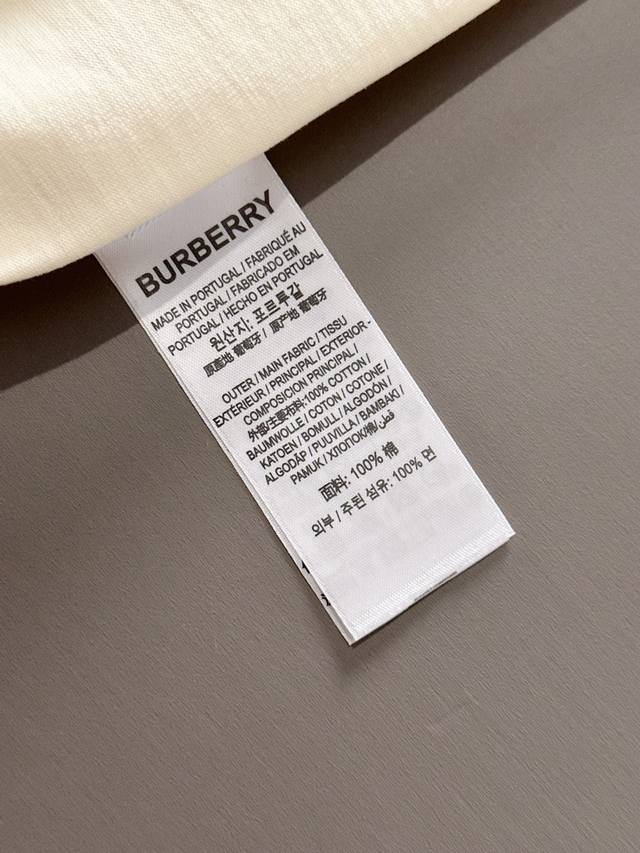 BURBERRY
MADE IN PORTUGAL / FABRIQUÉ AU
PORTUGAL / FABRICADO EM
PORTUGAL / HECHO EN PORTUGAL
원산지: 포르투갈
原產地 葡萄牙 / 原产地 葡萄牙
OUTER / MAIN FABRIC / TISSU
EXTÉRIEUR / PRINCIPAL / EXTERIOR -
COMPOSICION PRINCIPAL /
外部/主要布料:100% COTTON /
BAUMWOLLE / COTON / COTONE /
KATOEN / BOMULL / ALGODÓN /
ALGODÃP / PUUVILLA / BAMBAKI /
PAMUK / ХЛОПОК/棉/قطن
面料: 100% 棉
외부 / 주된 섬유: 100% 면